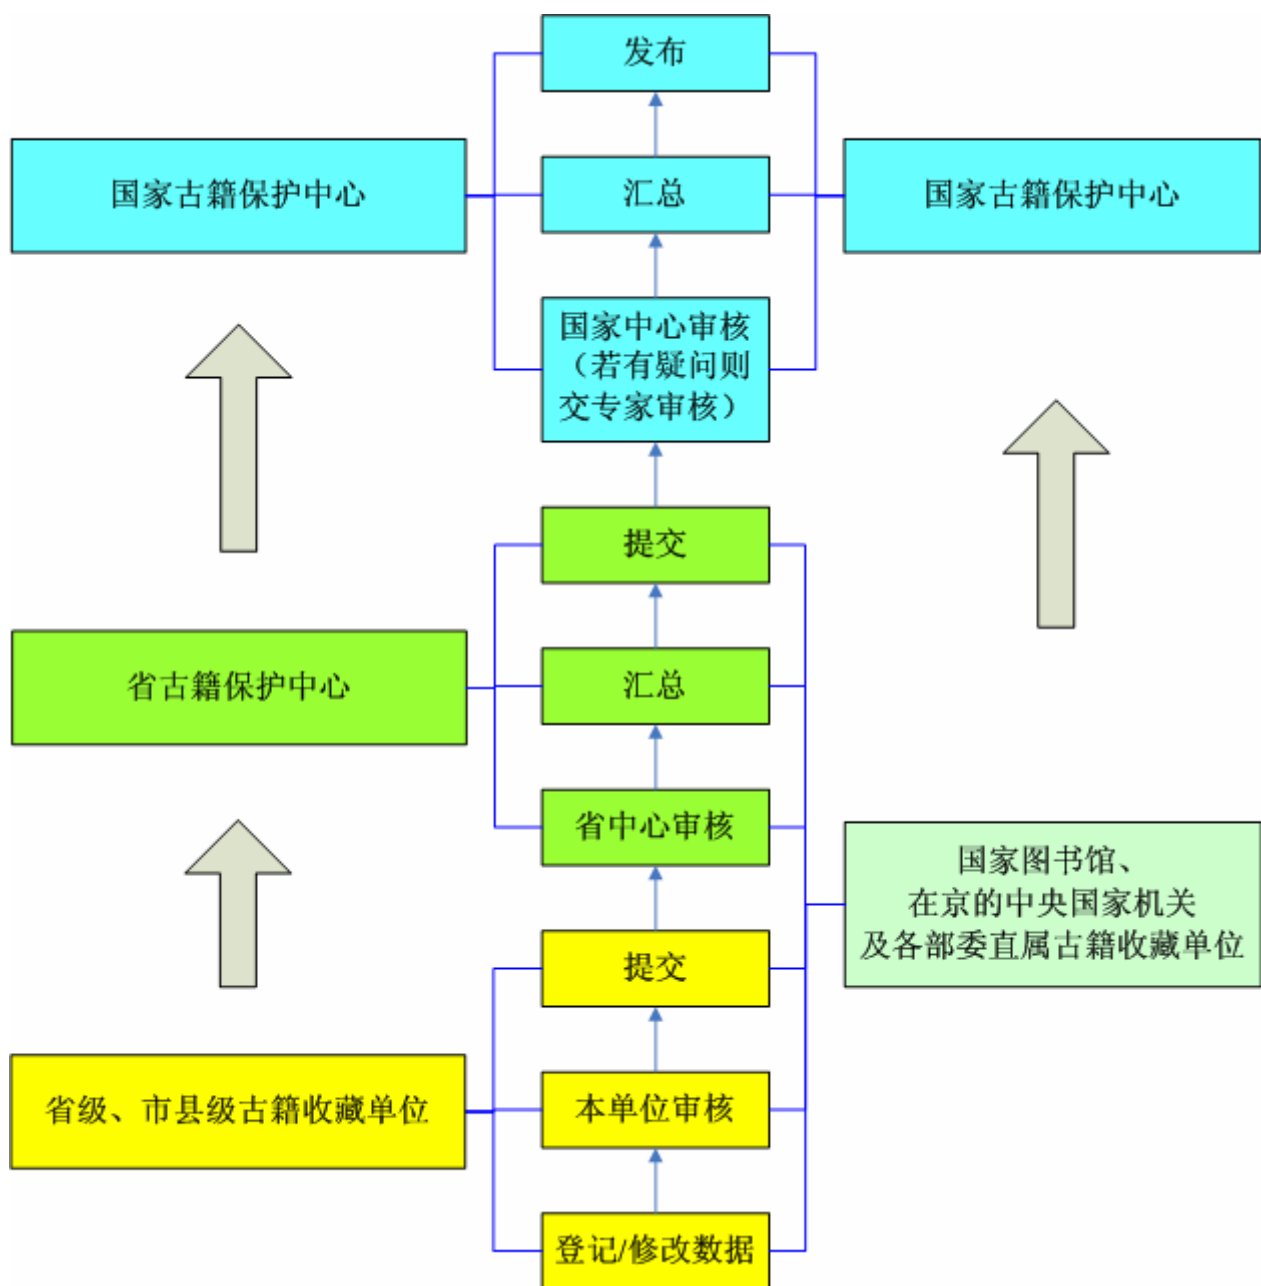 发布
国家古籍保护中心
汇总
国家古籍保护中心
国家中心审核
（若有疑问则
交专家审核）
提交
省古籍保护中心
汇总
省中心审核
国家图书馆、
在京的中央国家机关
及各部委直属古籍收藏单位
提交
省级、市县级古籍收藏单位
本单位审核
登记/修改数据